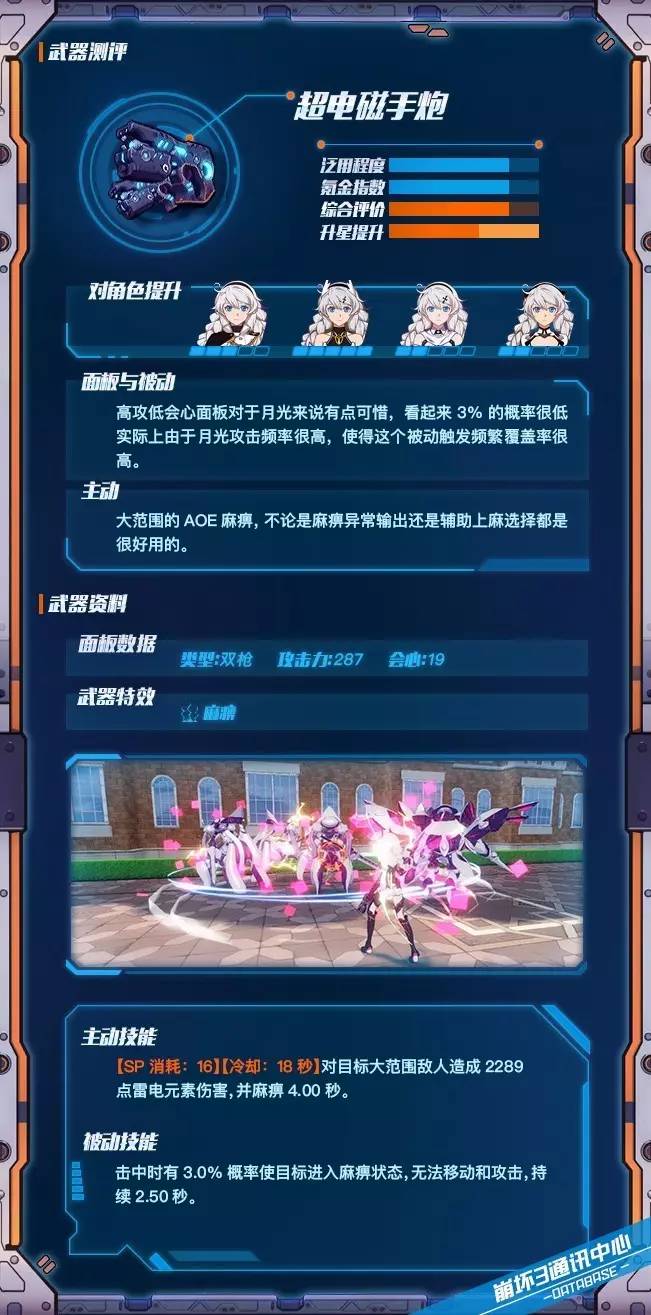 武器测评
超电磁手炮
泛用程度
氪金指数
综合评价
升星提升
对角色提升
面板与被动
高攻低会心面板对于月光来说有点可惜，看起来 3% 的概率很低
实际上由于月光攻击频率很高，使得这个被动触发频繁覆盖率很
高。
主动
大范围的 AOE 麻痹，不论是麻痹异常输出还是辅助上麻选择都是
很好用的。
武器资料
面板数据
类型:双枪 攻击力:287 会心:19
武器特效
麻痹
主动技能
【SP 消耗：16】【冷却：18 秒】对目标大范围敌人造成 2289
点雷电元素伤害，并麻痹 4.00 秒。
被动技能
击中时有 3.0% 概率使目标进入麻痹状态，无法移动和攻击，持
续 2.50 秒。
崩坏3通讯中心
-DATABASE-